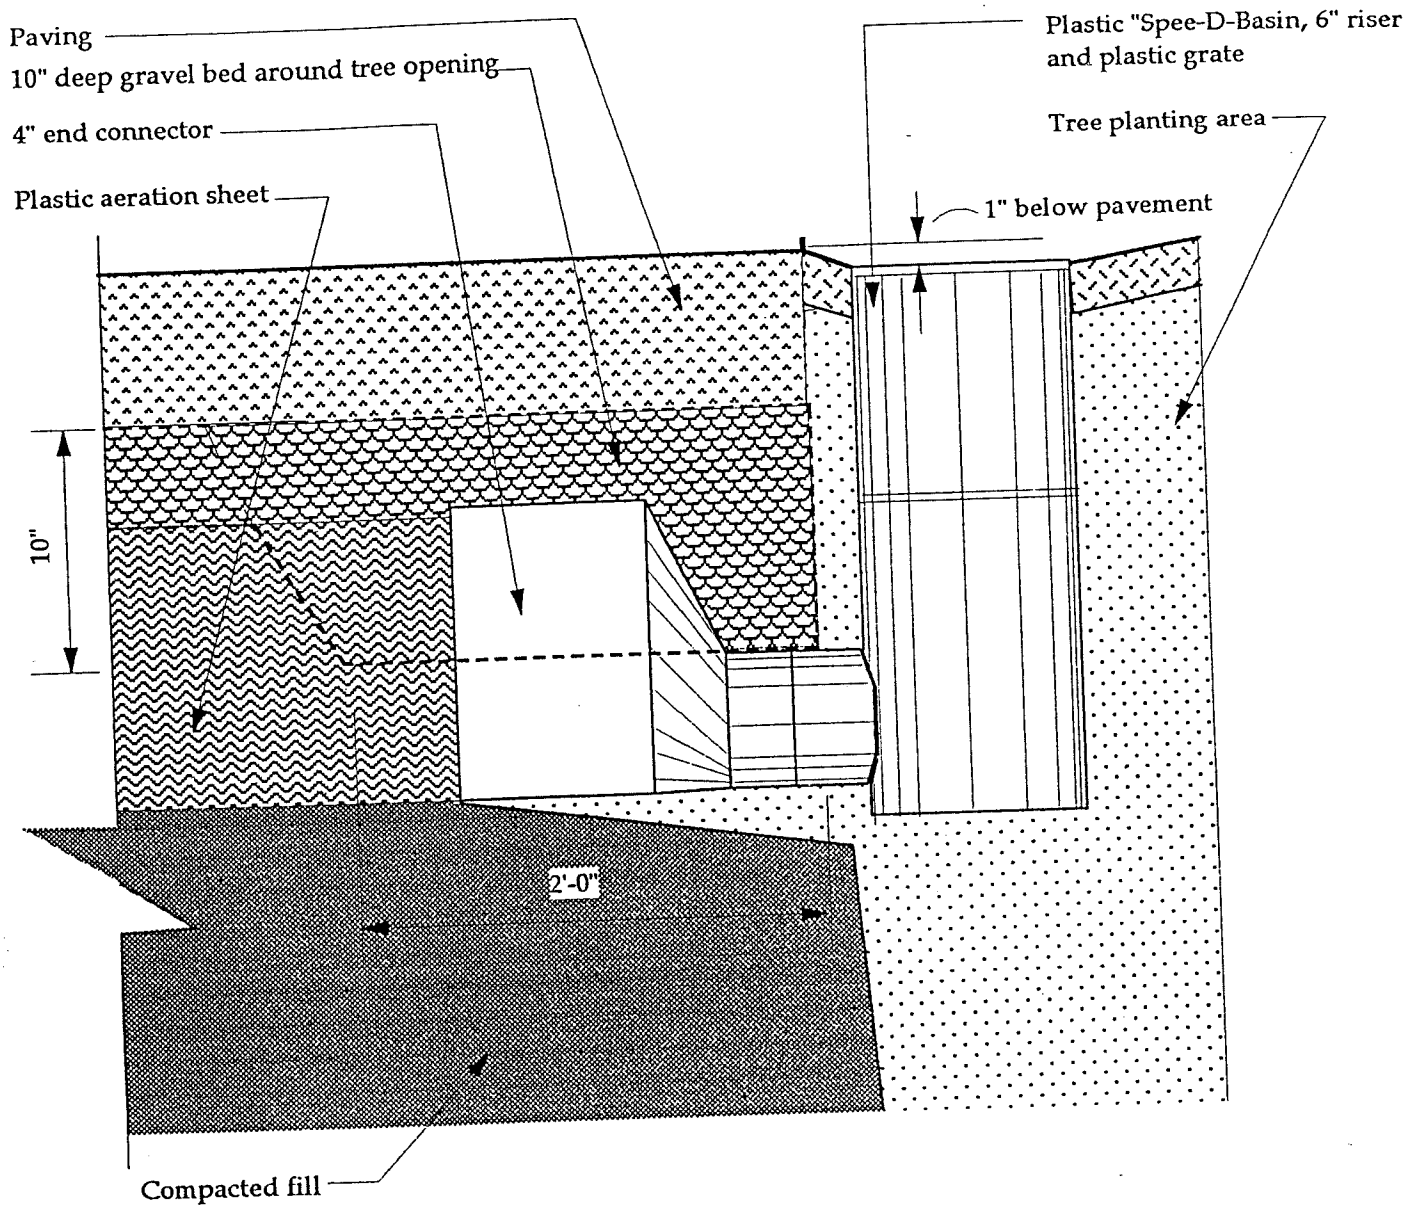 Paving
10" deep gravel bed around tree opening
4" end connector
Plastic aeration sheet
Plastic "Spee-D-Basin, 6" riser
and plastic grate
Tree planting area
1" below pavement
10"
2'-0"
Compacted fill